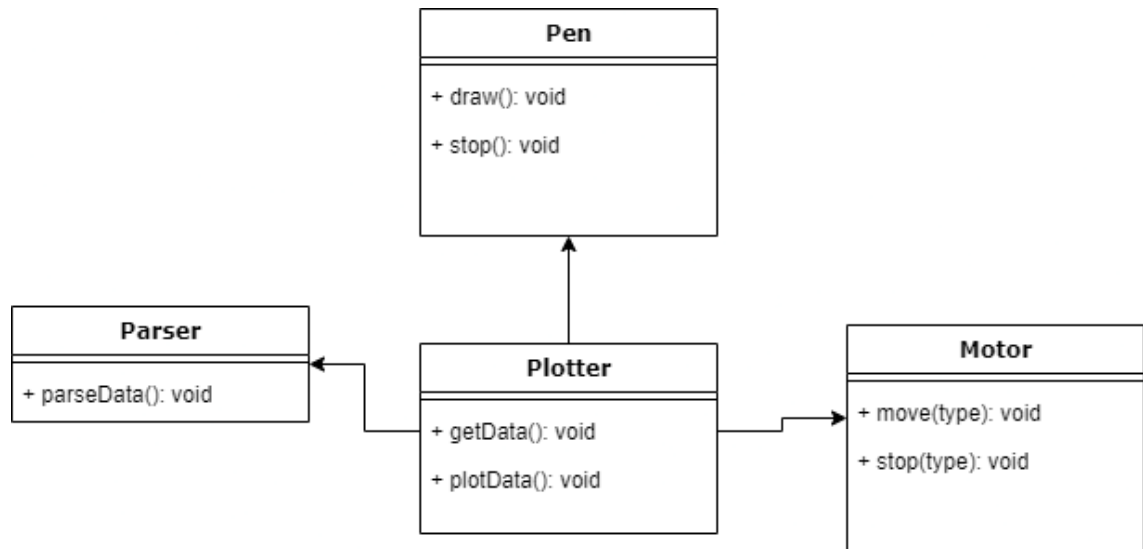 Pen
+ draw(): void
+ stop(): void
Parser
+ parseData(): void
Plotter
+ getData(): void
+ plotData(): void
Motor
+ move(type): void
+ stop(type): void